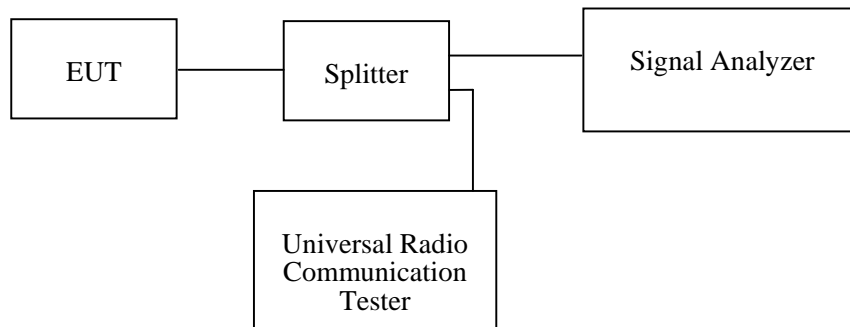 EUT
Splitter
Signal Analyzer
Universal Radio
Communication
Tester